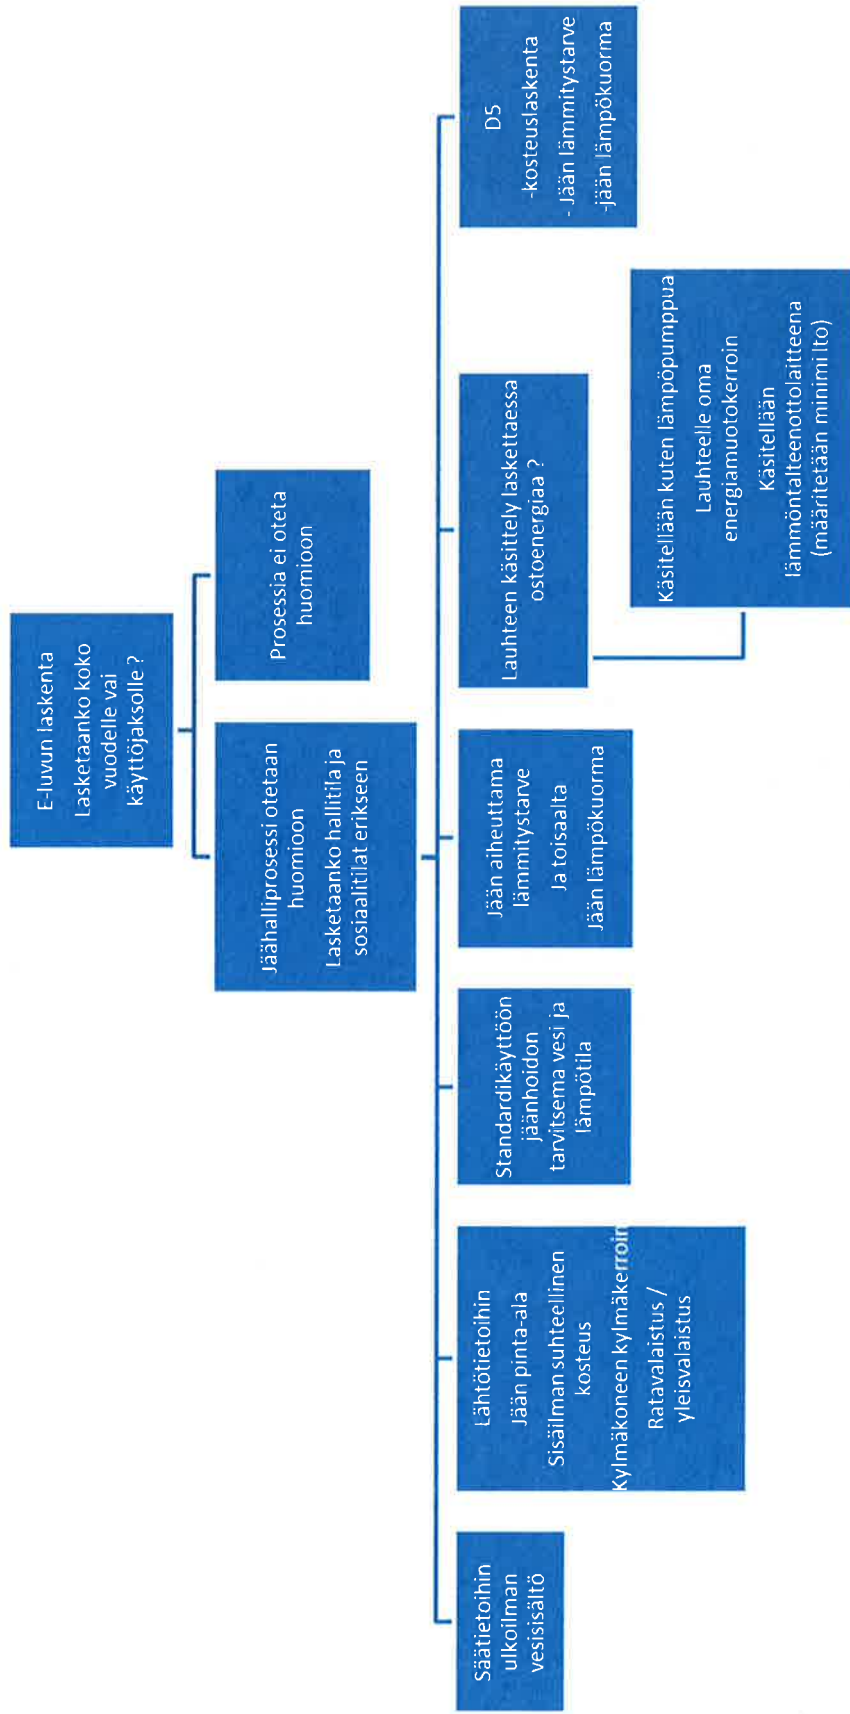 E-luvun laskenta
Lasketaanko koko
vuodelle vai
käyttöjaksolle ?
Jäähalliprosessi otetaan
huomioon
Lasketaanko hallitila ja
sosiaalitilat erikseen
Prosessia ei oteta
huomioon
Säätietoihin
ulkoilman
vesisisältö
Lähtötietoihin
Jään pinta-ala
Sisäilman suhteellinen
kosteus
Kylmäkoneen kylmäkerroin
Ratavalaistus /
yleisvalaistus
Standardikäyttöön
jäänhoidon
tarvitsema vesi ja
lämpötila
Jään aiheuttama
lämmitystarve
Ja toisaalta
Jään lämpökuorma
Lauhteen käsittely laskettaessa
ostoenergiaa ?
Käsitellään kuten lämpöpumppua
Lauhteelle oma
energiamuotokerroin
Käsitellään
lämmöntalteenottolaitteena
(määritetään minimi lto)
D5
-kosteuslaskenta
- Jään lämmitystarve
-jään lämpökuorma